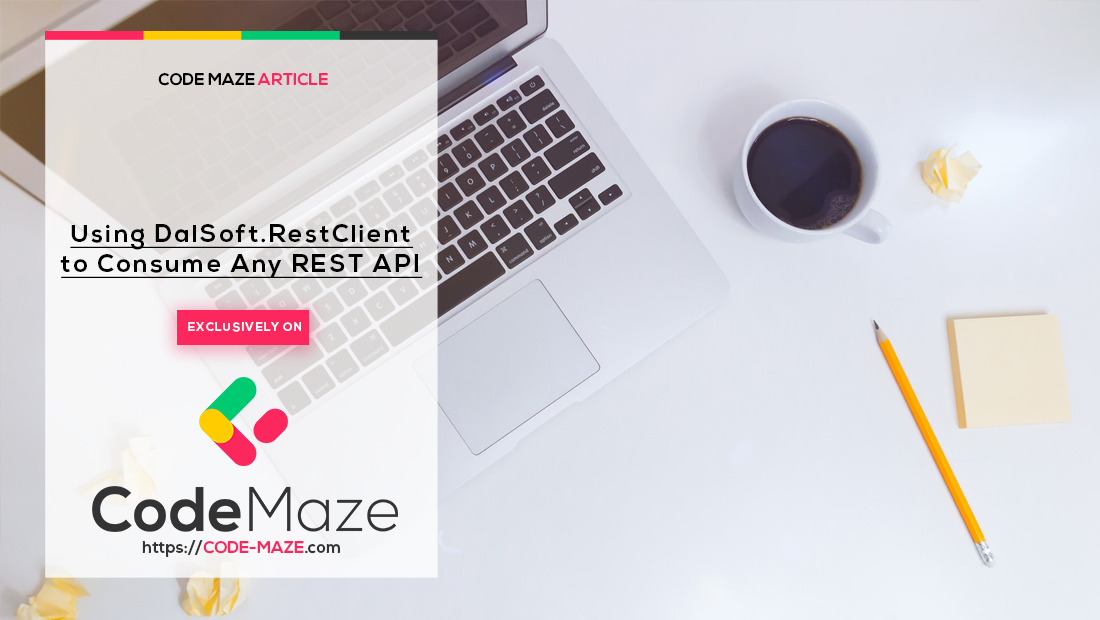 CODE MAZE ARTICLE
Using DalSoft.RestClient
to Consume Any REST API
EXCLUSIVELY ON
CodeMaze
https://CODE-MAZE.com